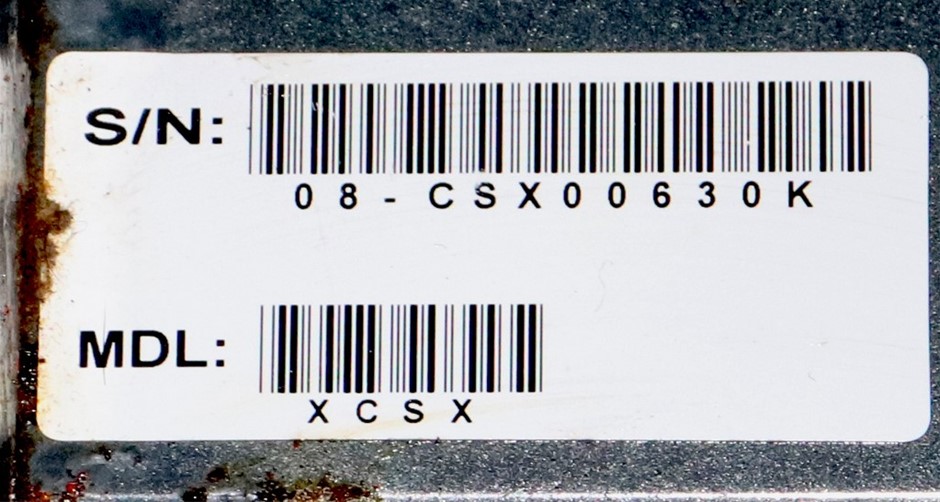 S/N:
08-CSX00630K
MDL:
XCSX